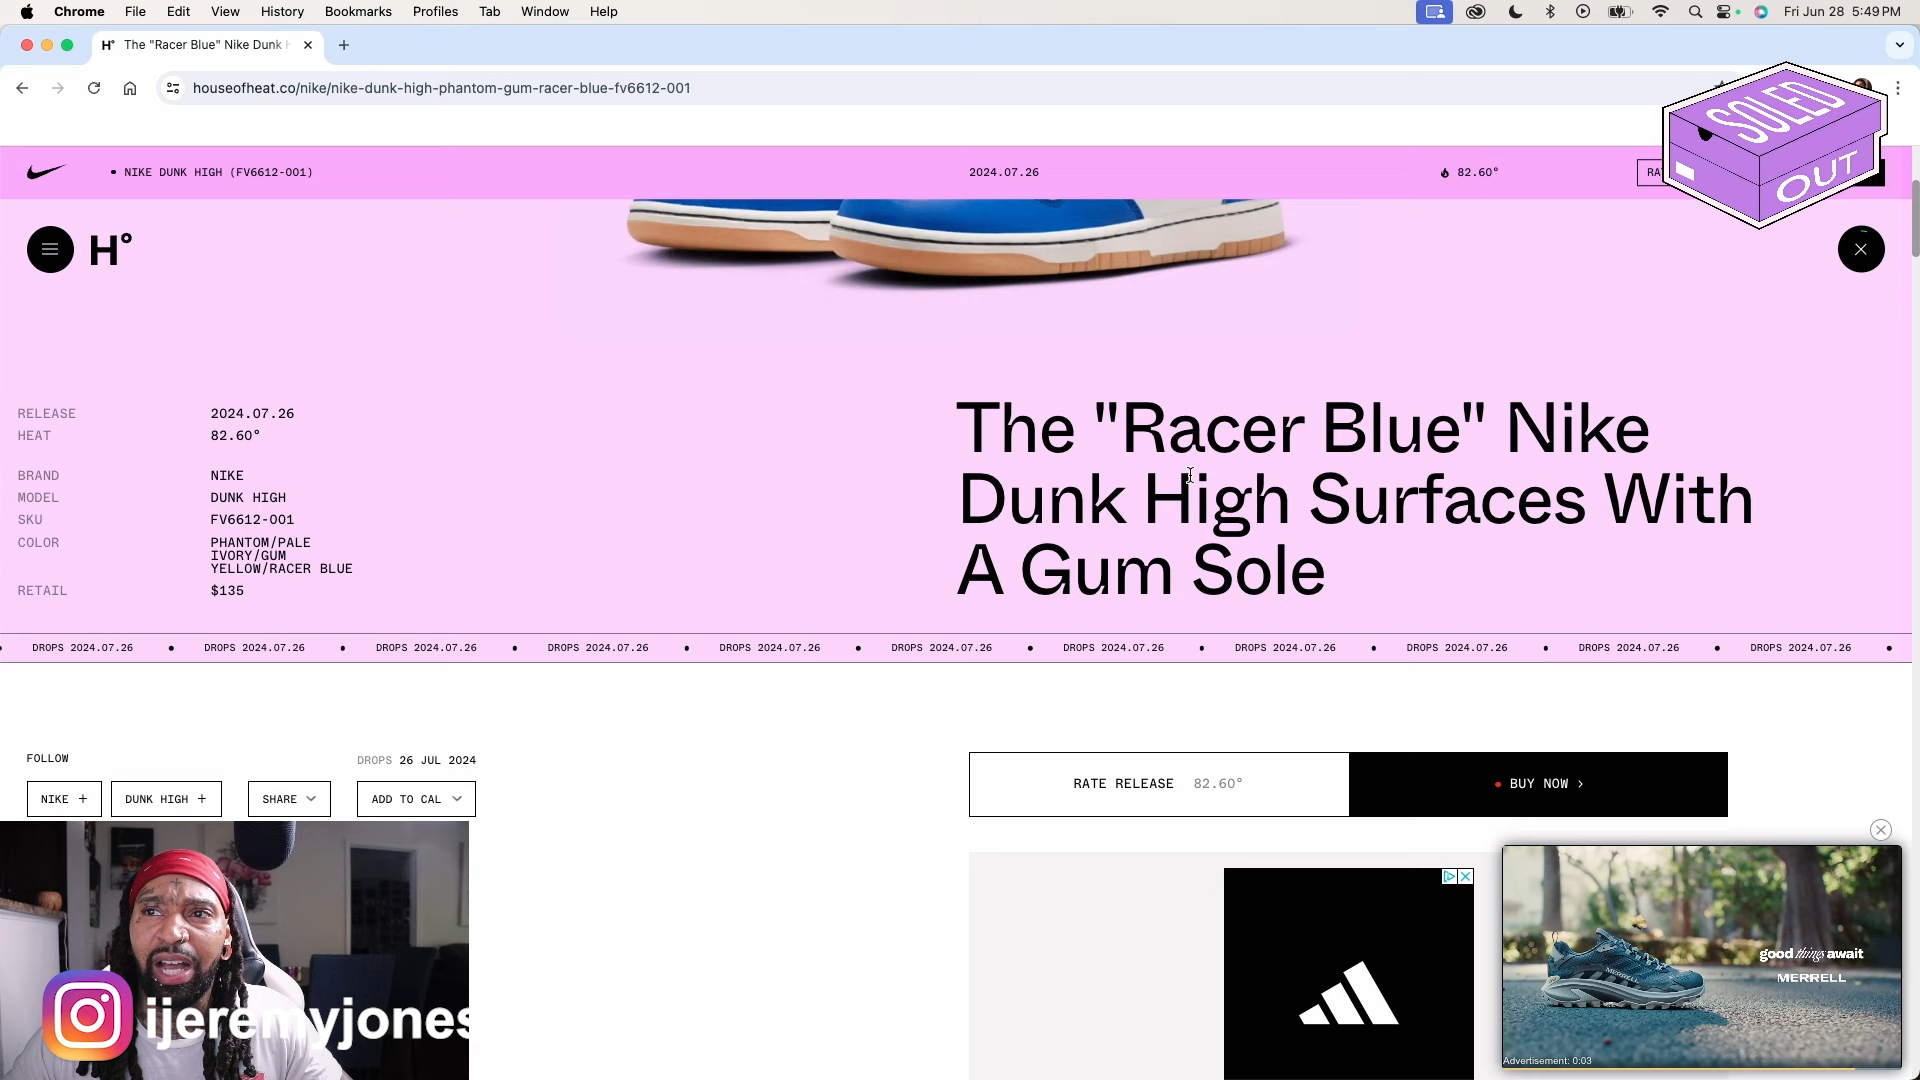 Chrome File Edit View History Bookmarks Profiles Tab Window Help
Fri Jun 28 5:49 PM
H° The "Racer Blue" Nike Dunk H
houseofheat.co/nike/nike-dunk-high-phantom-gum-racer-blue-fv6612-001
SOLED
OUT
NIKE DUNK HIGH (FV6612-001)
2024.07.26
82.60°
RA
H°
RELEASE 2024.07.26
HEAT 82.60°
BRAND NIKE
MODEL DUNK HIGH
SKU FV6612-001
COLOR PHANTOM/PALE
IVORY/GUM
YELLOW/RACER BLUE
RETAIL $135
The "Racer Blue" Nike
Dunk High Surfaces With
A Gum Sole
DROPS 2024.07.26 • DROPS 2024.07.26 • DROPS 2024.07.26 • DROPS 2024.07.26 • DROPS 2024.07.26 • DROPS 2024.07.26 • DROPS 2024.07.26 • DROPS 2024.07.26 • DROPS 2024.07.26 • DROPS 2024.07.26 • DROPS 2024.07.26
FOLLOW
DROPS 26 JUL 2024
NIKE +
DUNK HIGH +
SHARE
ADD TO CAL
RATE RELEASE 82.60°
BUY NOW >
good things await
MERRELL
Advertisement: 0:03
ijeremyjones